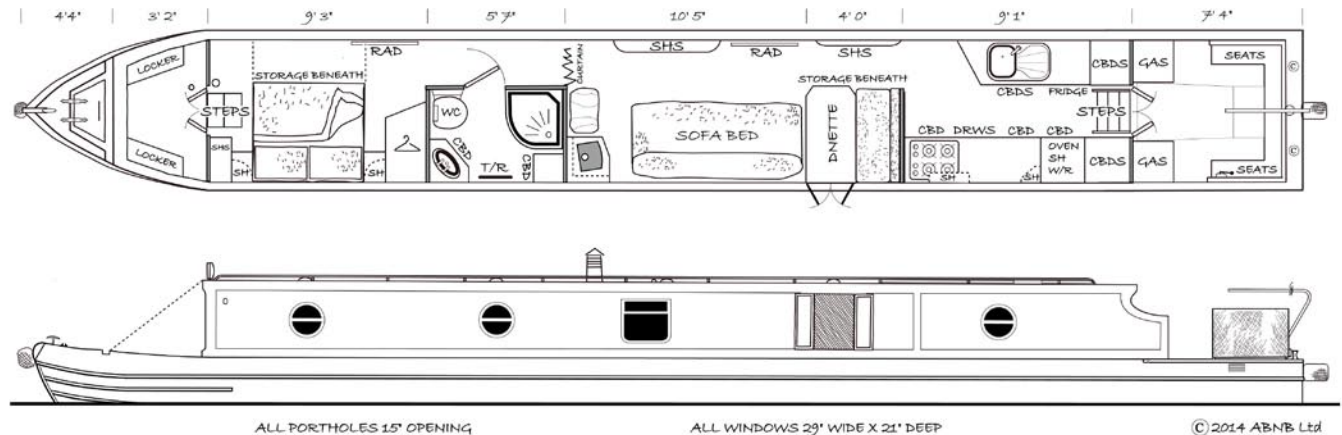 4'4" 3'2" 9'3" 5'7" 10'5" 4'0" 9'1" 7'4"
LOCKER
STEPS
LOCKER
SHS
SH
STORAGE BENEATH
RAD
SH
WC
CBD
T/R
CBD
CURTAIN
SHS
RAD
SOFA BED
SHS
STORAGE BENEATH
DNETTE
CBDS
FRIDGE
CBD DRWS CBD CBD
OVEN
SH
W/R
SH
SH
CBDS
CBDS
GAS
STEPS
GAS
SEATS
SEATS
©
©
ALL PORTHOLES 15" OPENING
ALL WINDOWS 29" WIDE X 21" DEEP
© 2014 ABNB Ltd